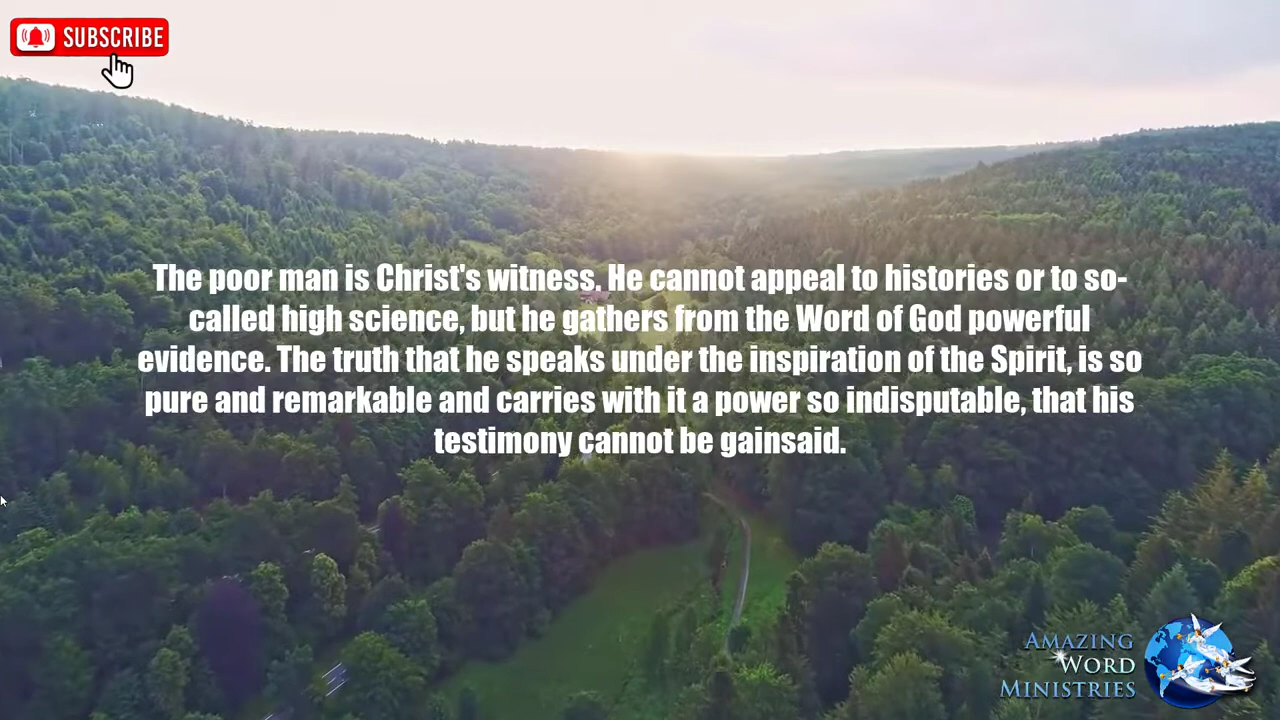 SUBSCRIBE
The poor man is Christ's witness. He cannot appeal to histories or to so-
called high science, but he gathers from the Word of God powerful
evidence. The truth that he speaks under the inspiration of the Spirit, is so
pure and remarkable and carries with it a power so indisputable, that his
testimony cannot be gainsaid.
AMAZING
WORD
MINISTRIES